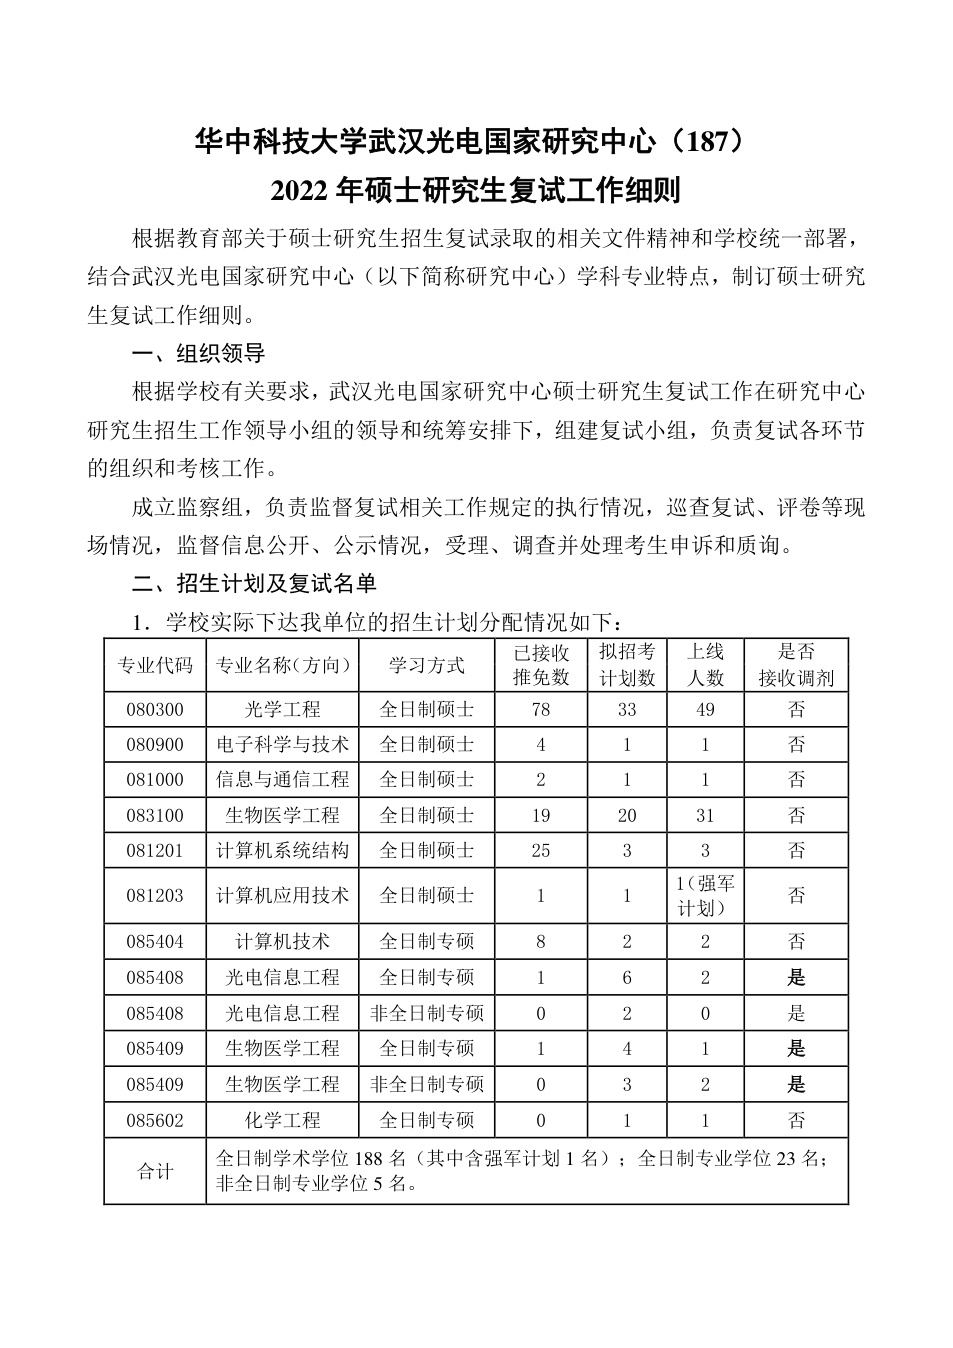 华中科技大学武汉光电国家研究中心（187）
2022 年硕士研究生复试工作细则
根据教育部关于硕士研究生招生复试录取的相关文件精神和学校统一部署，
结合武汉光电国家研究中心（以下简称研究中心）学科专业特点，制订硕士研究
生复试工作细则。
一、组织领导
根据学校有关要求，武汉光电国家研究中心硕士研究生复试工作在研究中心
研究生招生工作领导小组的领导和统筹安排下，组建复试小组，负责复试各环节
的组织和考核工作。
成立监察组，负责监督复试相关工作规定的执行情况，巡查复试、评卷等现
场情况，监督信息公开、公示情况，受理、调查并处理考生申诉和质询。
二、招生计划及复试名单
1．学校实际下达我单位的招生计划分配情况如下：
专业代码 专业名称（方向） 学习方式 已接收推免数 拟招考计划数 上线人数 是否接收调剂
080300 光学工程 全日制硕士 78 33 49 否
080900 电子科学与技术 全日制硕士 4 1 1 否
081000 信息与通信工程 全日制硕士 2 1 1 否
083100 生物医学工程 全日制硕士 19 20 31 否
081201 计算机系统结构 全日制硕士 25 3 3 否
081203 计算机应用技术 全日制硕士 1 1 1（强军计划） 否
085404 计算机技术 全日制专硕 8 2 2 否
085408 光电信息工程 全日制专硕 1 6 2 是
085408 光电信息工程 非全日制专硕 0 2 0 是
085409 生物医学工程 全日制专硕 1 4 1 是
085409 生物医学工程 非全日制专硕 0 3 2 是
085602 化学工程 全日制专硕 0 1 1 否
合计 全日制学术学位 188 名（其中含强军计划 1 名）；全日制专业学位 23 名；
非全日制专业学位 5 名。